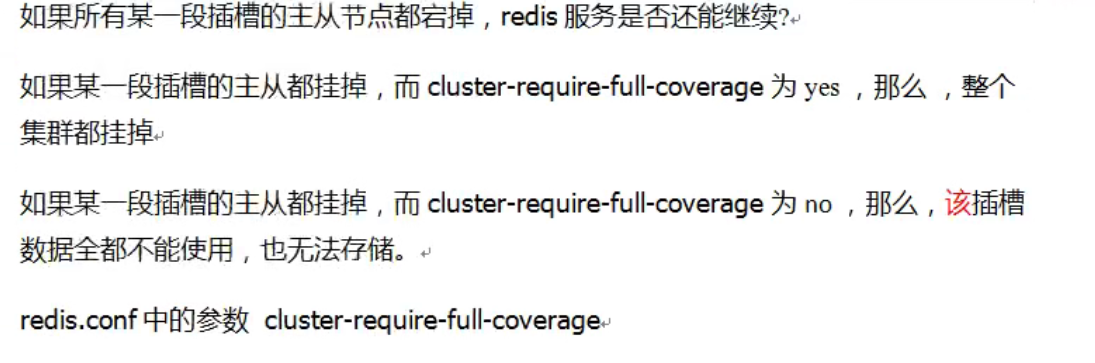 如果所有某一段插槽的主从节点都宕掉，redis 服务是否还能继续?
如果某一段插槽的主从都挂掉，而 cluster-require-full-coverage 为 yes ，那么 ，整个
集群都挂掉
如果某一段插槽的主从都挂掉，而 cluster-require-full-coverage 为 no ，那么，该插槽
数据全都不能使用，也无法存储。
redis.conf 中的参数 cluster-require-full-coverage